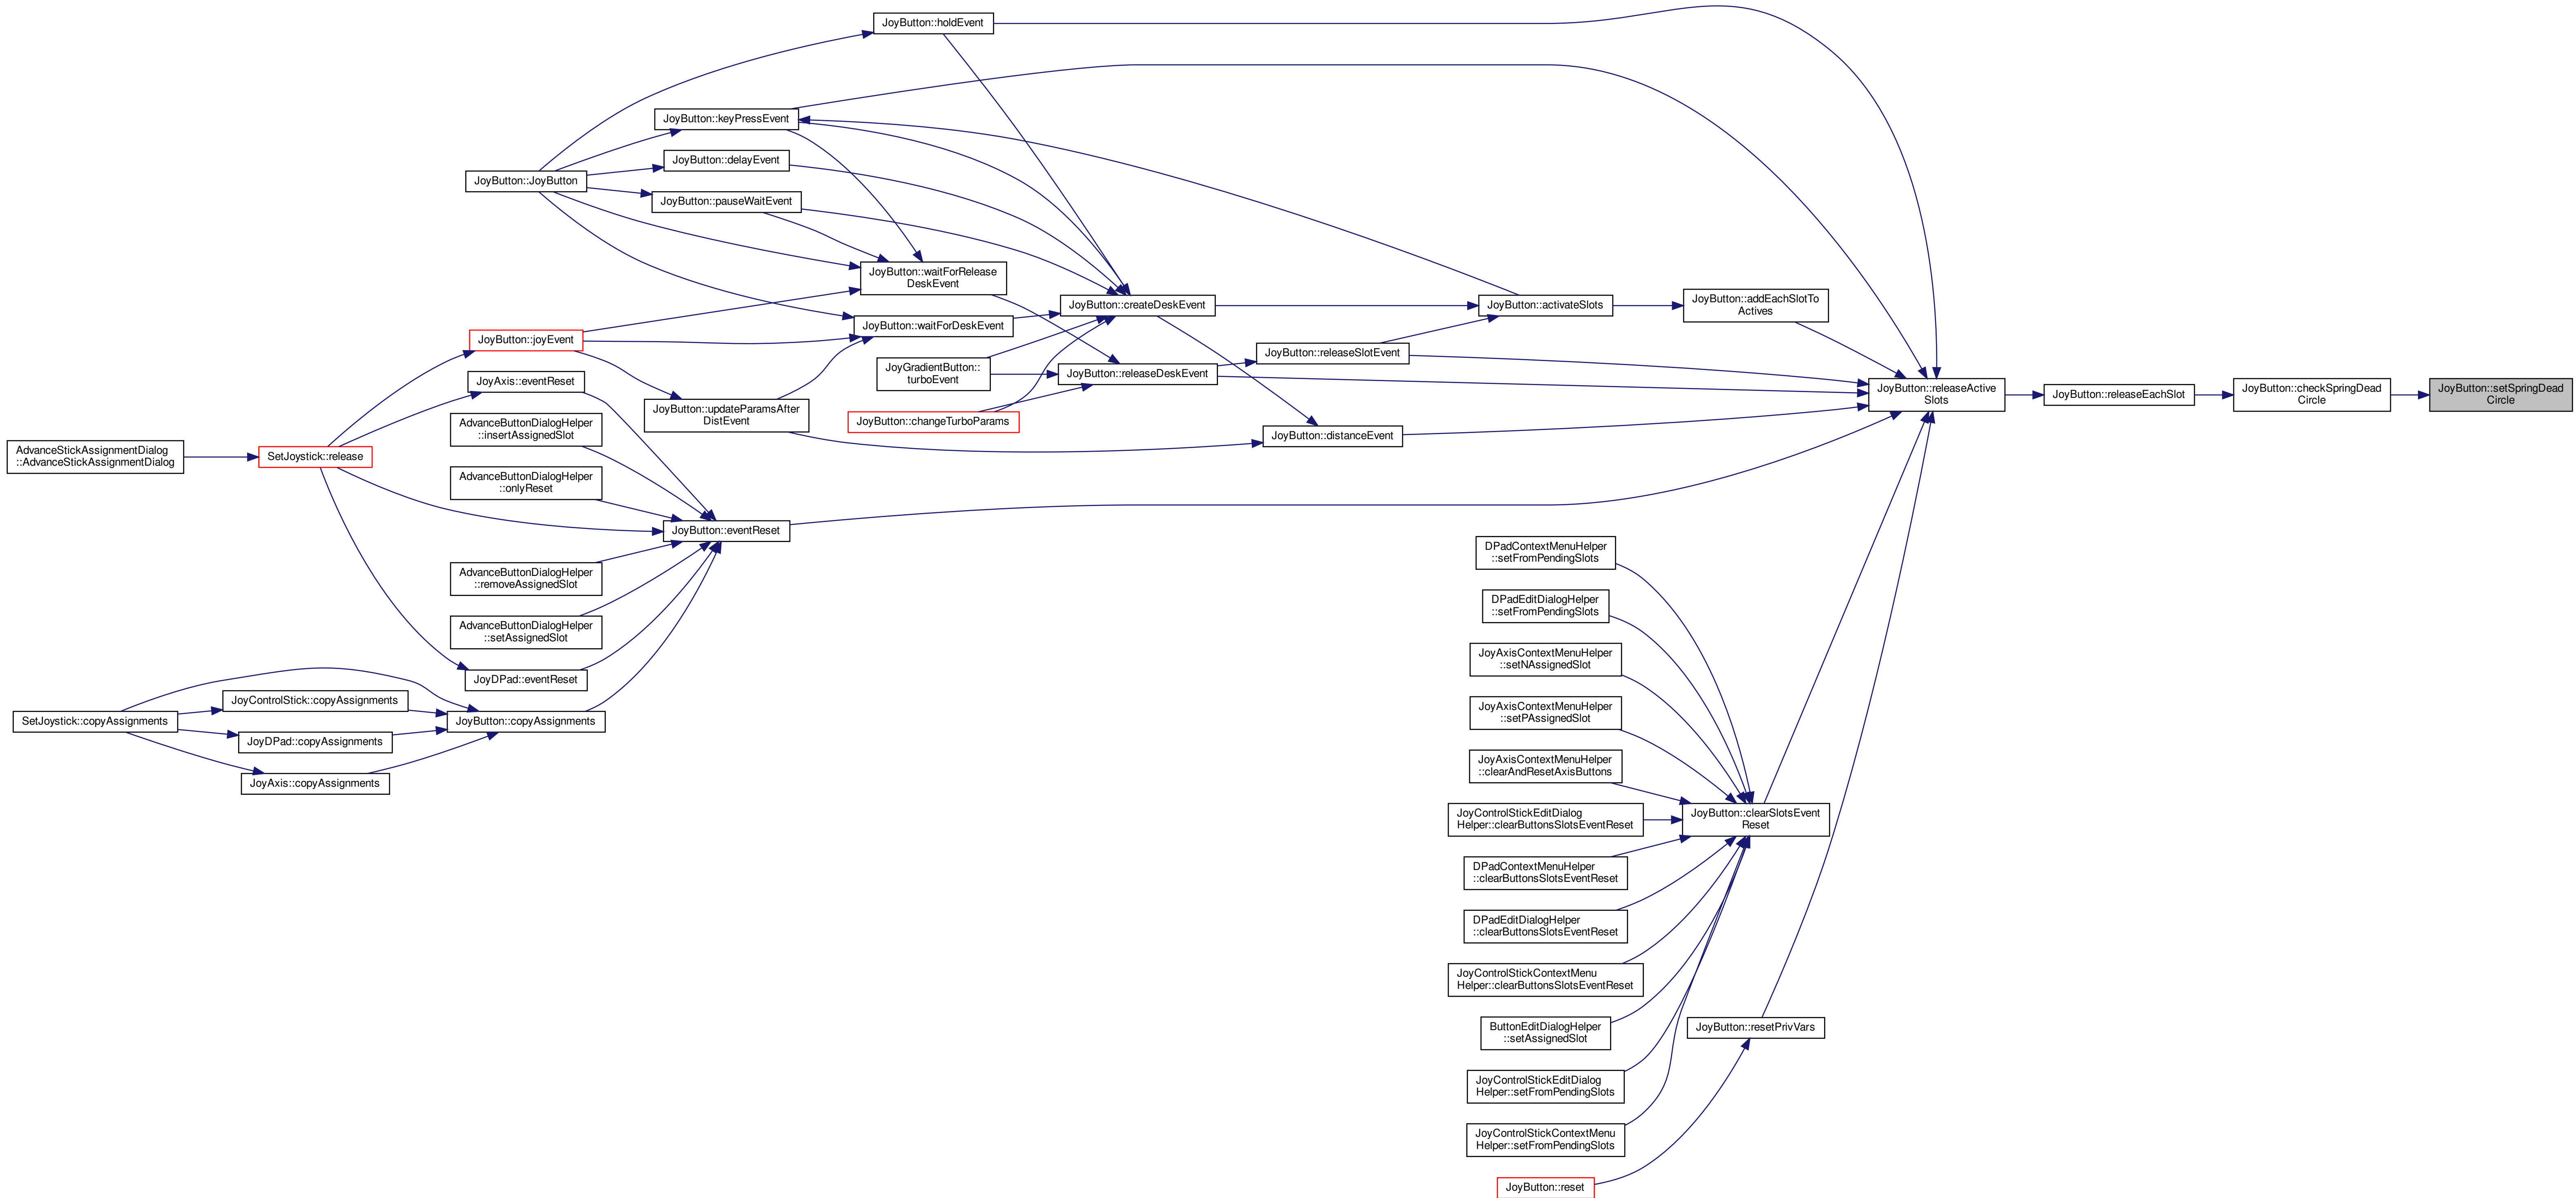 JoyButton::holdEvent
JoyButton::keyPressEvent
JoyButton::delayEvent
JoyButton::JoyButton
JoyButton::pauseWaitEvent
JoyButton::waitForRelease
DeskEvent
JoyButton::createDeskEvent
JoyButton::activateSlots
JoyButton::addEachSlotTo
Actives
JoyButton::waitForDeskEvent
JoyButton::joyEvent
JoyButton::releaseSlotEvent
JoyGradientButton::
turboEvent
JoyButton::releaseDeskEvent
JoyAxis::eventReset
JoyButton::releaseActive
Slots
JoyButton::releaseEachSlot
JoyButton::checkSpringDead
Circle
JoyButton::setSpringDead
Circle
JoyButton::updateParamsAfter
DistEvent
JoyButton::changeTurboParams
JoyButton::distanceEvent
AdvanceButtonDialogHelper
::insertAssignedSlot
AdvanceStickAssignmentDialog
::AdvanceStickAssignmentDialog
SetJoystick::release
AdvanceButtonDialogHelper
::onlyReset
JoyButton::eventReset
AdvanceButtonDialogHelper
::removeAssignedSlot
AdvanceButtonDialogHelper
::setAssignedSlot
JoyDPad::eventReset
JoyControlStick::copyAssignments
SetJoystick::copyAssignments
JoyButton::copyAssignments
JoyDPad::copyAssignments
JoyAxis::copyAssignments
DPadContextMenuHelper
::setFromPendingSlots
DPadEditDialogHelper
::setFromPendingSlots
JoyAxisContextMenuHelper
::setNAssignedSlot
JoyAxisContextMenuHelper
::setPAssignedSlot
JoyAxisContextMenuHelper
::clearAndResetAxisButtons
JoyControlStickEditDialog
Helper::clearButtonsSlotsEventReset
JoyButton::clearSlotsEvent
Reset
DPadContextMenuHelper
::clearButtonsSlotsEventReset
DPadEditDialogHelper
::clearButtonsSlotsEventReset
JoyControlStickContextMenu
Helper::clearButtonsSlotsEventReset
ButtonEditDialogHelper
::setAssignedSlot
JoyButton::resetPrivVars
JoyControlStickEditDialog
Helper::setFromPendingSlots
JoyControlStickContextMenu
Helper::setFromPendingSlots
JoyButton::reset